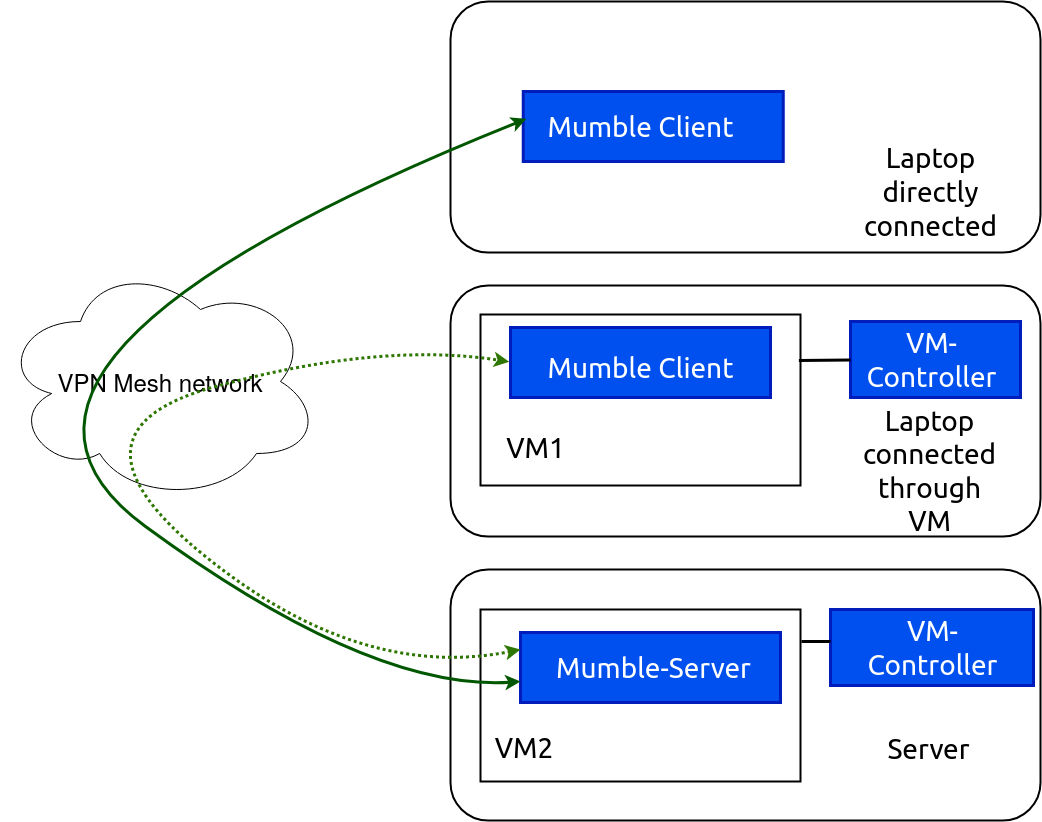 Mumble Client
Laptop
directly
connected
VPN Mesh network
Mumble Client
VM-
Controller
VM1
Laptop
connected
through
VM
Mumble-Server
VM-
Controller
VM2
Server